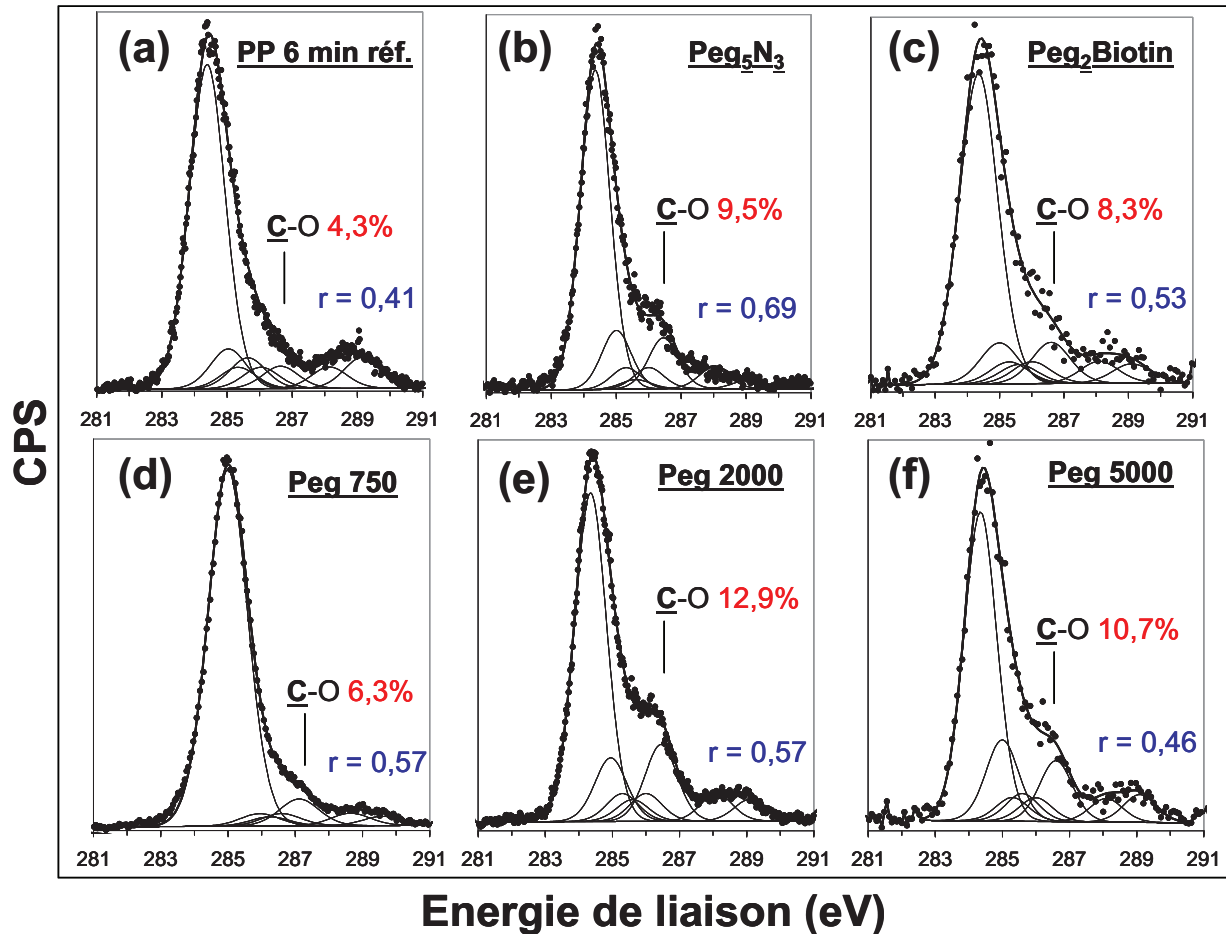 CPS
(a) PP 6 min réf.
C-O 4,3%
r = 0,41
281 283 285 287 289 291
(b) Peg5N3
C-O 9,5%
r = 0,69
281 283 285 287 289 291
(c) Peg2Biotin
C-O 8,3%
r = 0,53
281 283 285 287 289 291
(d) Peg 750
C-O 6,3%
r = 0,57
281 283 285 287 289 291
(e) Peg 2000
C-O 12,9%
r = 0,57
281 283 285 287 289 291
(f) Peg 5000
C-O 10,7%
r = 0,46
281 283 285 287 289 291
Energie de liaison (eV)